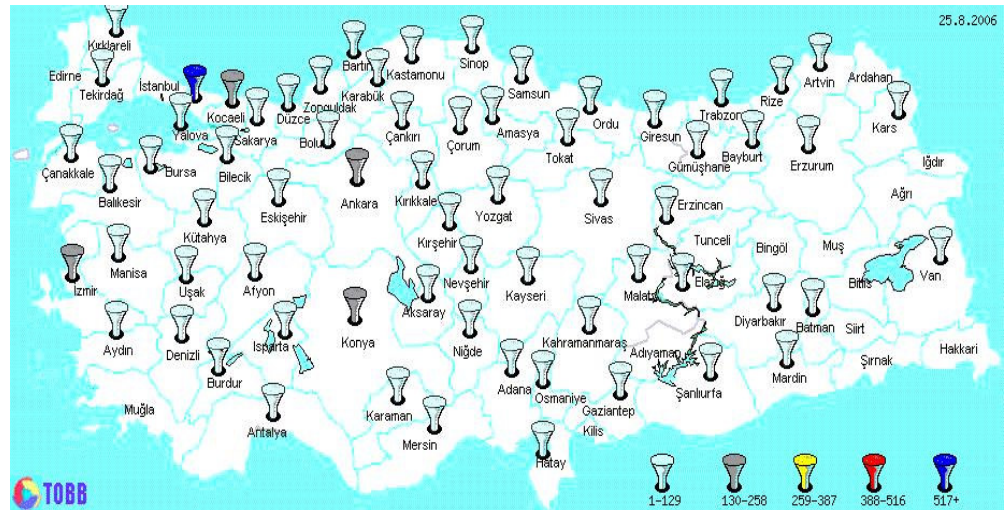 25.8.2006
Kırklareli
Edirne
Tekirdağ
İstanbul
Kocaeli
Yalova
Sakarya
Düzce
Zonguldak
Bartın
Karabük
Kastamonu
Sinop
Samsun
Bolu
Çankırı
Çorum
Amasya
Tokat
Ordu
Giresun
Trabzon
Rize
Artvin
Ardahan
Kars
Gümüşhane
Bayburt
Erzurum
Iğdır
Ağrı
Çanakkale
Balıkesir
Bursa
Bilecik
Kütahya
Eskişehir
Ankara
Kırıkkale
Kırşehir
Yozgat
Sivas
Erzincan
Tunceli
Bingöl
Muş
Bitlis
Van
İzmir
Manisa
Uşak
Afyon
Konya
Aksaray
Nevşehir
Kayseri
Malatya
Elazığ
Diyarbakır
Batman
Siirt
Aydın
Denizli
Isparta
Burdur
Niğde
Kahramanmaraş
Adıyaman
Şanlıurfa
Mardin
Şırnak
Hakkari
Muğla
Antalya
Karaman
Mersin
Adana
Osmaniye
Gaziantep
Kilis
Hatay
1-129
130-258
259-387
388-516
517+
TOBB